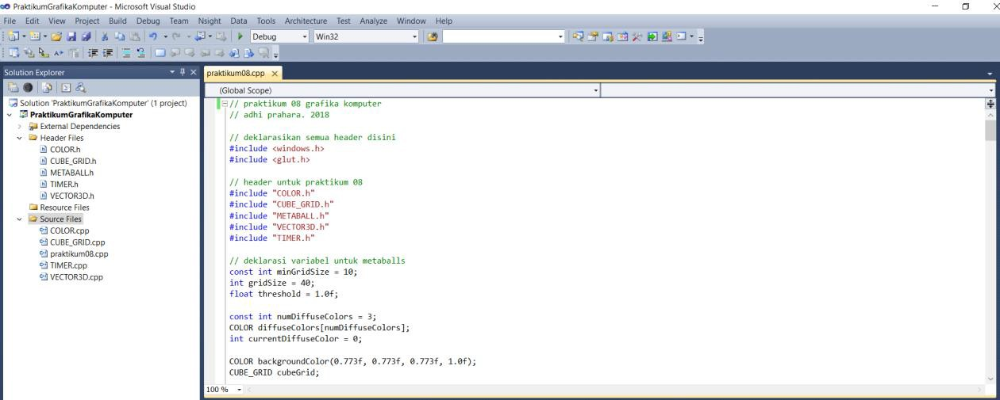 PraktikumGrafikaKomputer - Microsoft Visual Studio
File Edit View Project Build Debug Team Nsight Data Tools Architecture Test Analyze Window Help
Debug Win32
Solution Explorer
Solution 'PraktikumGrafikaKomputer' (1 project)
PraktikumGrafikaKomputer
External Dependencies
Header Files
COLOR.h
CUBE_GRID.h
METABALL.h
TIMER.h
VECTOR3D.h
Resource Files
Source Files
COLOR.cpp
CUBE_GRID.cpp
praktikum08.cpp
TIMER.cpp
VECTOR3D.cpp
praktikum08.cpp
(Global Scope)
// praktikum 08 grafika komputer
// adhi prahara. 2018
// deklarasikan semua header disini
#include <windows.h>
#include <glut.h>
// header untuk praktikum 08
#include "COLOR.h"
#include "CUBE_GRID.h"
#include "METABALL.h"
#include "VECTOR3D.h"
#include "TIMER.h"
// deklarasi variabel untuk metaballs
const int minGridSize = 10;
int gridSize = 40;
float threshold = 1.0f;
const int numDiffuseColors = 3;
COLOR diffuseColors[numDiffuseColors];
int currentDiffuseColor = 0;
COLOR backgroundColor(0.773f, 0.773f, 0.773f, 1.0f);
CUBE_GRID cubeGrid;
100 %